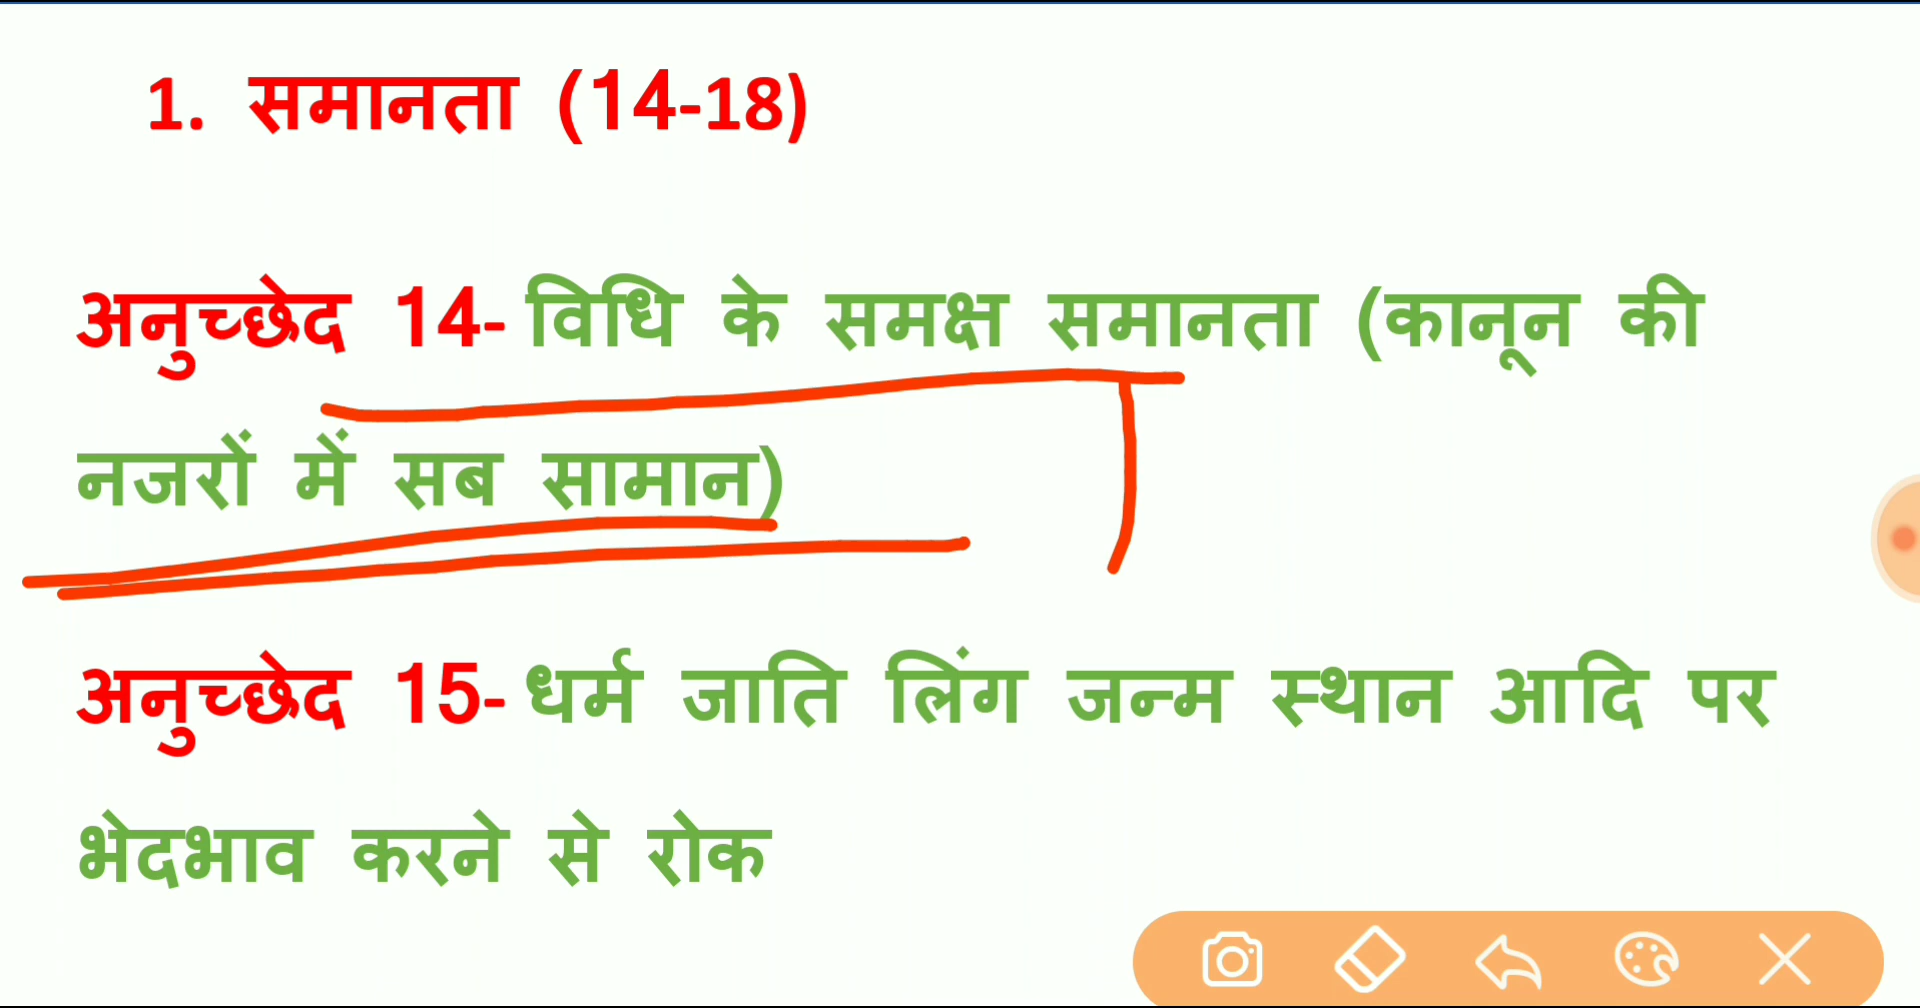 1. समानता (14-18)
अनुच्छेद 14- विधि के समक्ष समानता (कानून की
नजरों में सब सामान)
अनुच्छेद 15- धर्म जाति लिंग जन्म स्थान आदि पर
भेदभाव करने से रोक